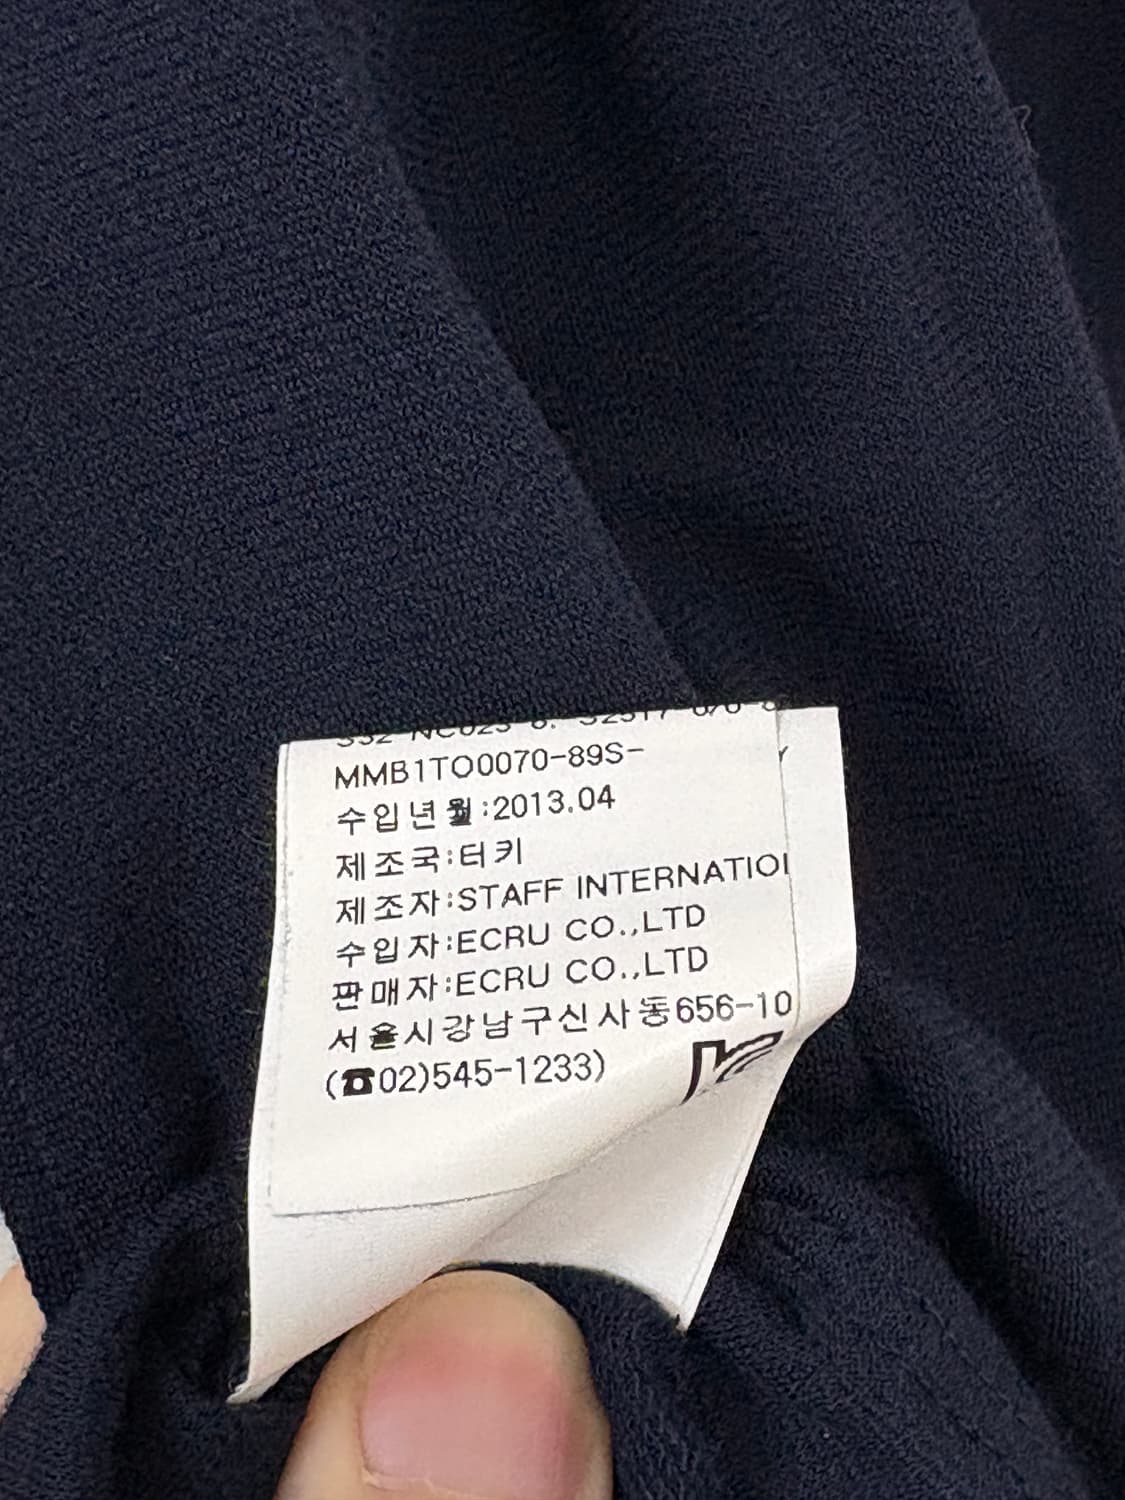 MMB1TO0070-89S-
수입년월:2013.04
제조국:터키
제조자:STAFF INTERNATIO
수입자:ECRU CO.,LTD
판매자:ECRU CO.,LTD
서울시강남구신사동656-10
(☎02)545-1233)